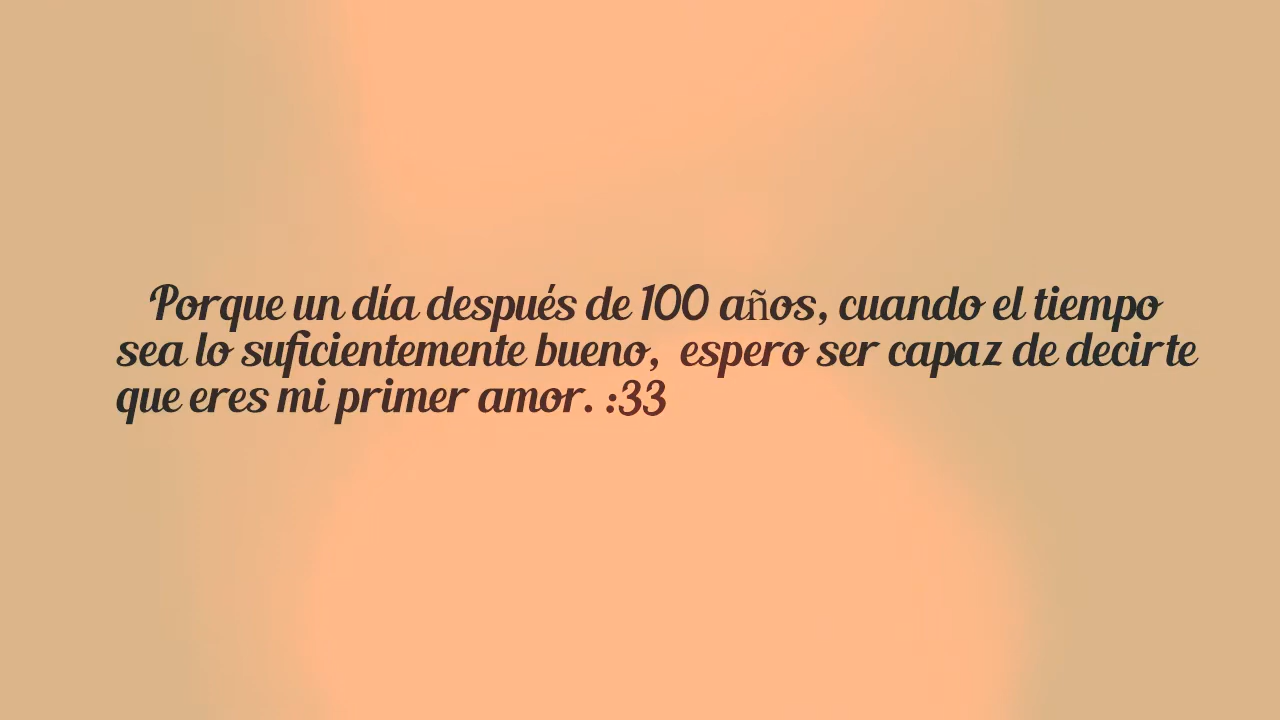 Porque un día después de 100 años, cuando el tiempo
sea lo suficientemente bueno,  espero ser capaz de decirte
que eres mi primer amor. :33